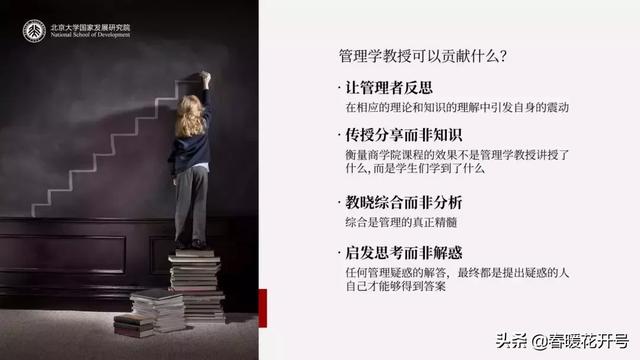 北京大学国家发展研究院
National School of Development
管理学教授可以贡献什么?
· 让管理者反思
在相应的理论和知识的理解中引发自身的震动
· 传授分享而非知识
衡量商学院课程的效果不是管理学教授讲授了
什么,而是学生们学到了什么
· 教晓综合而非分析
综合是管理的真正精髓
· 启发思考而非解惑
任何管理疑惑的解答，最终都是提出疑惑的人
自己才能够得到答案
头条 @春暖花开号